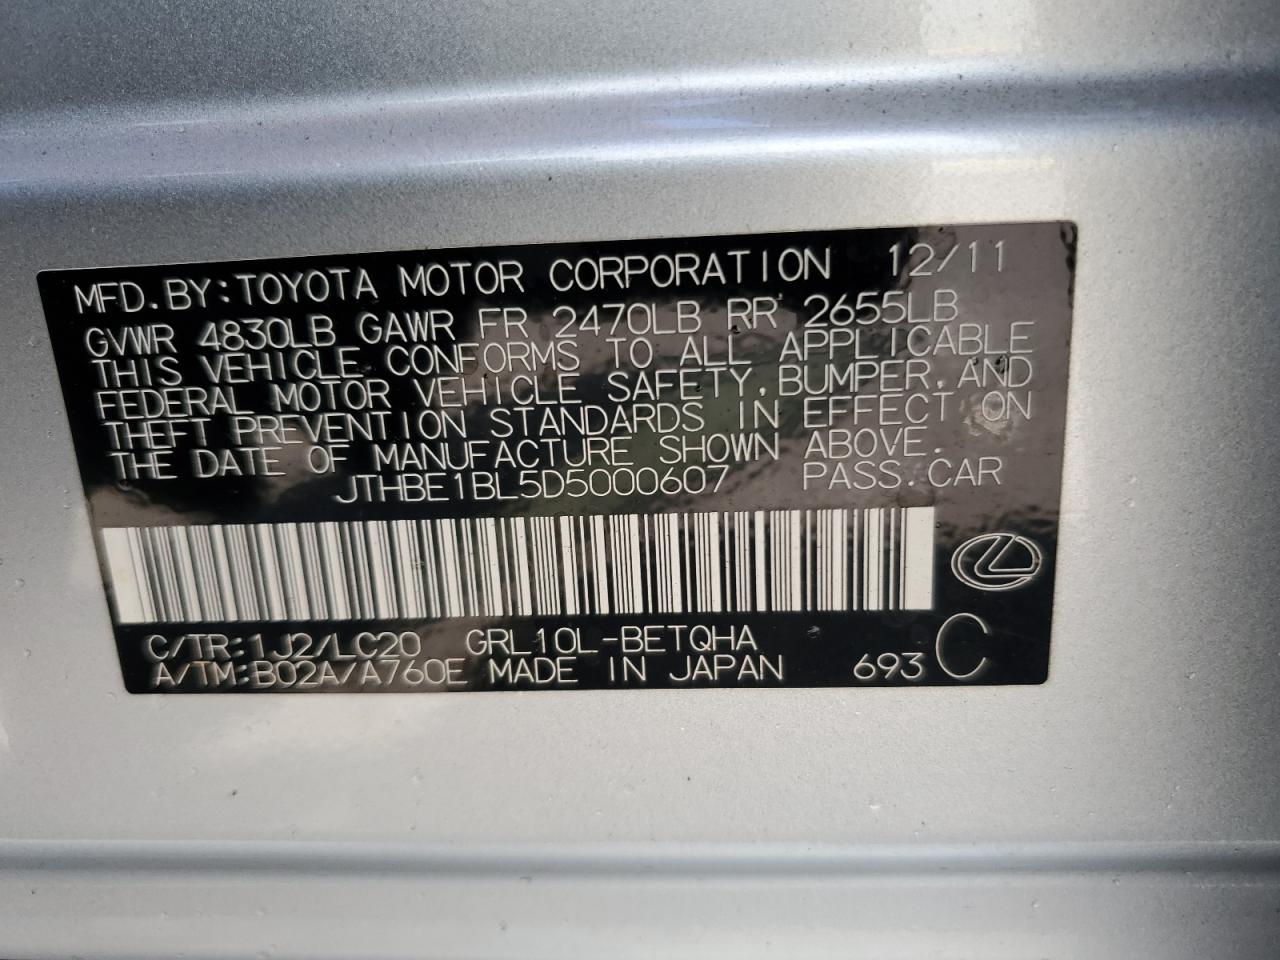 MFD.BY:TOYOTA MOTOR CORPORATION 12/11
GVWR 4830LB GAWR FR 2470LB RR 2655LB
THIS VEHICLE CONFORMS TO ALL APPLICABLE
FEDERAL MOTOR VEHICLE SAFETY,BUMPER,AND
THEFT PREVENTION STANDARDS IN EFFECT ON
THE DATE OF MANUFACTURE SHOWN ABOVE.
JTHBE1BL5D5000607 PASS.CAR
C/TR:1J2/LC20 GRL10L-BETQHA
A/TM:B02A/A760E MADE IN JAPAN 693 C